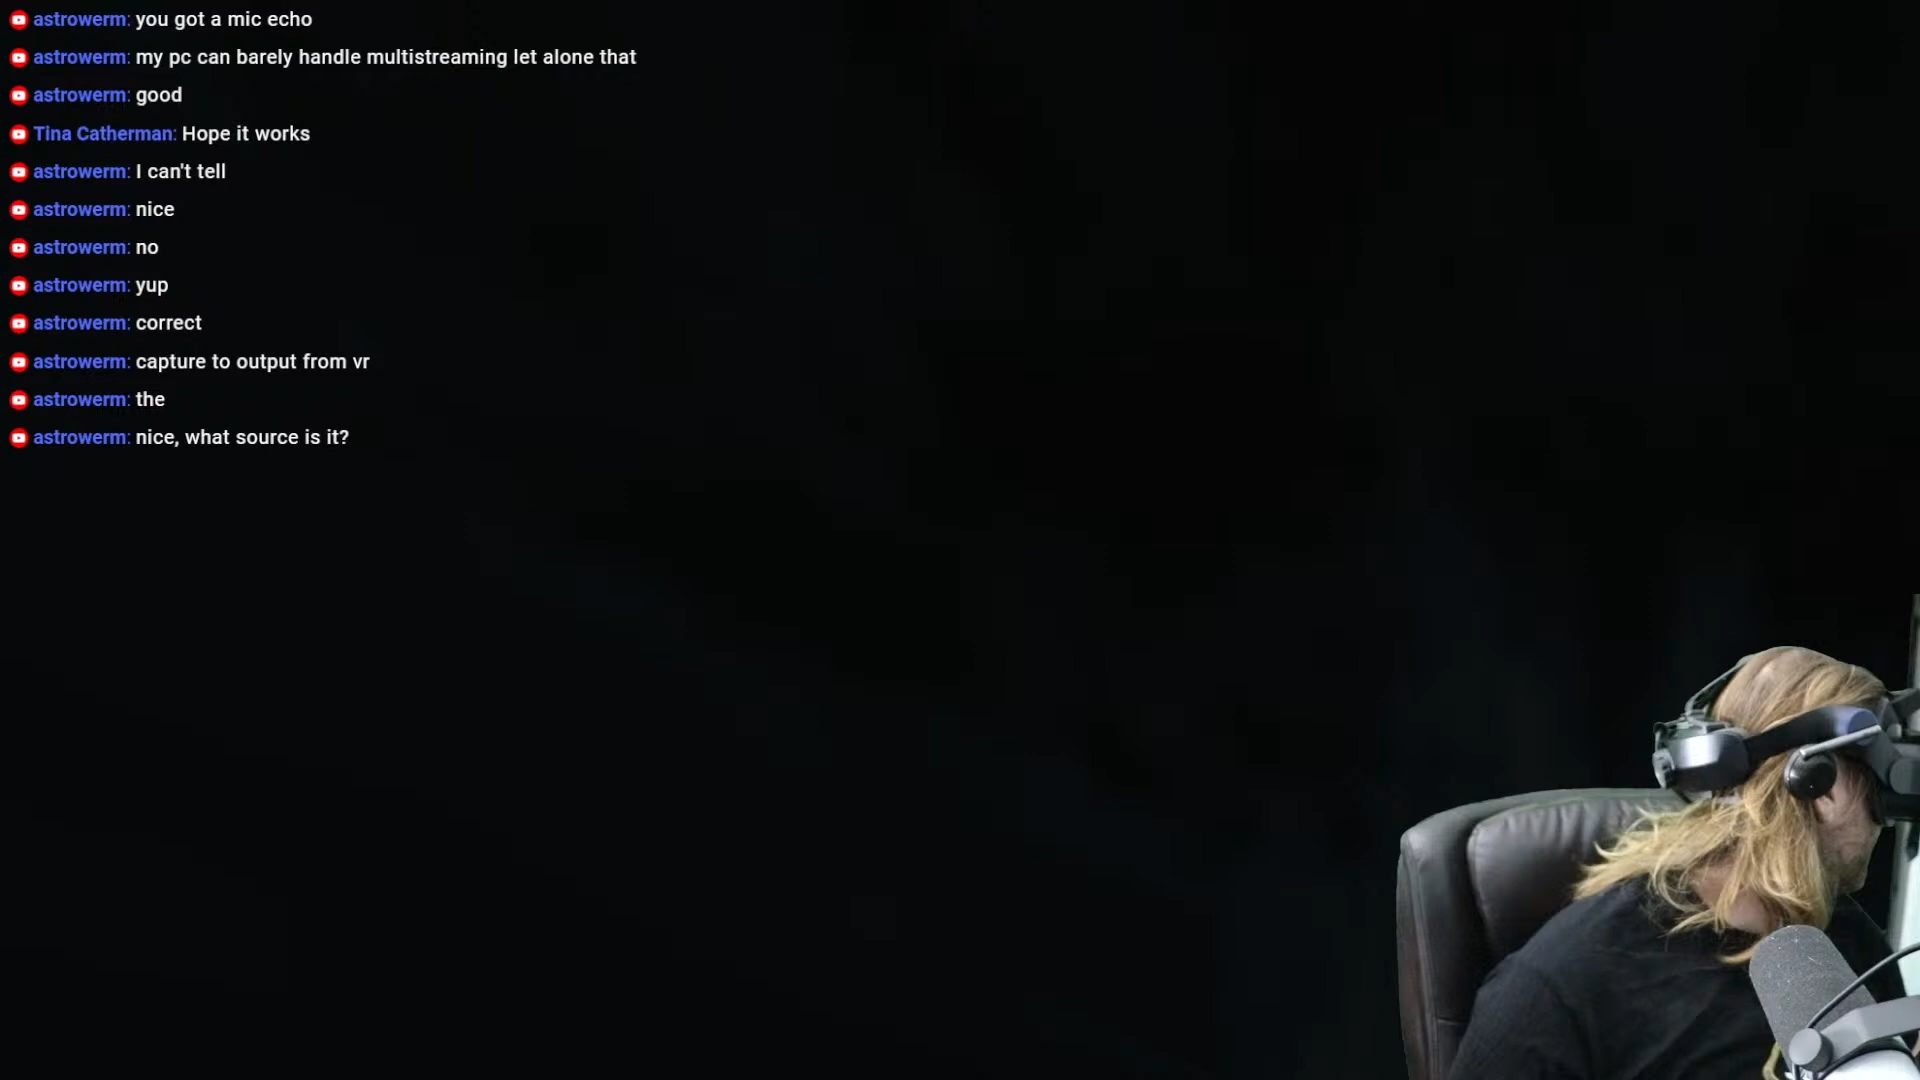 astrowerm: you got a mic echo
astrowerm: my pc can barely handle multistreaming let alone that
astrowerm: good
Tina Catherman: Hope it works
astrowerm: I can't tell
astrowerm: nice
astrowerm: no
astrowerm: yup
astrowerm: correct
astrowerm: capture to output from vr
astrowerm: the
astrowerm: nice, what source is it?